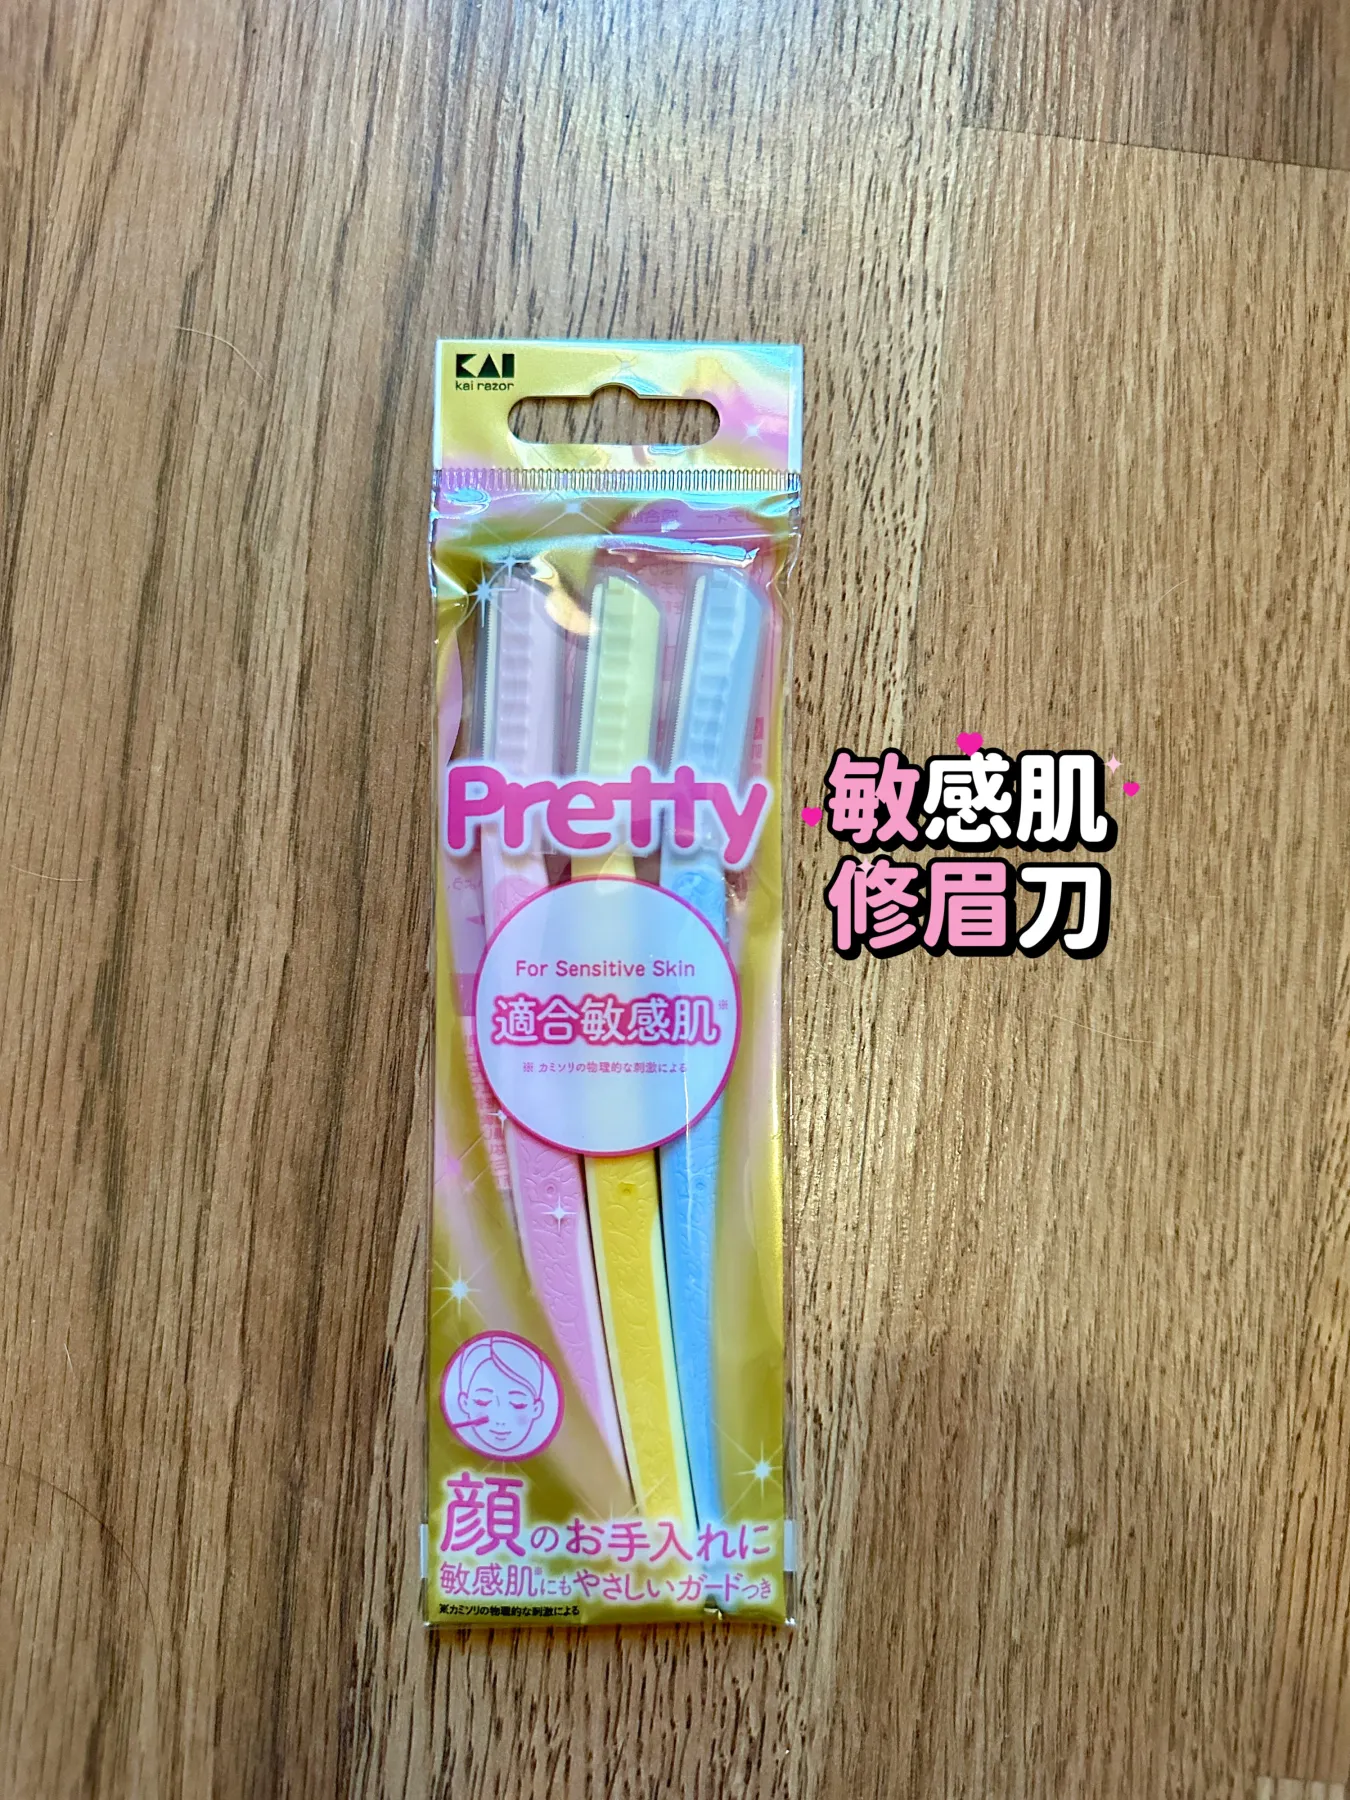 KAI
kai razor
Pretty
敏感肌
修眉刀
For Sensitive Skin
適合敏感肌※
※ カミソリの物理的な刺激による
顔のお手入れに
敏感肌※にもやさしいガードつき
※カミソリの物理的な刺激による